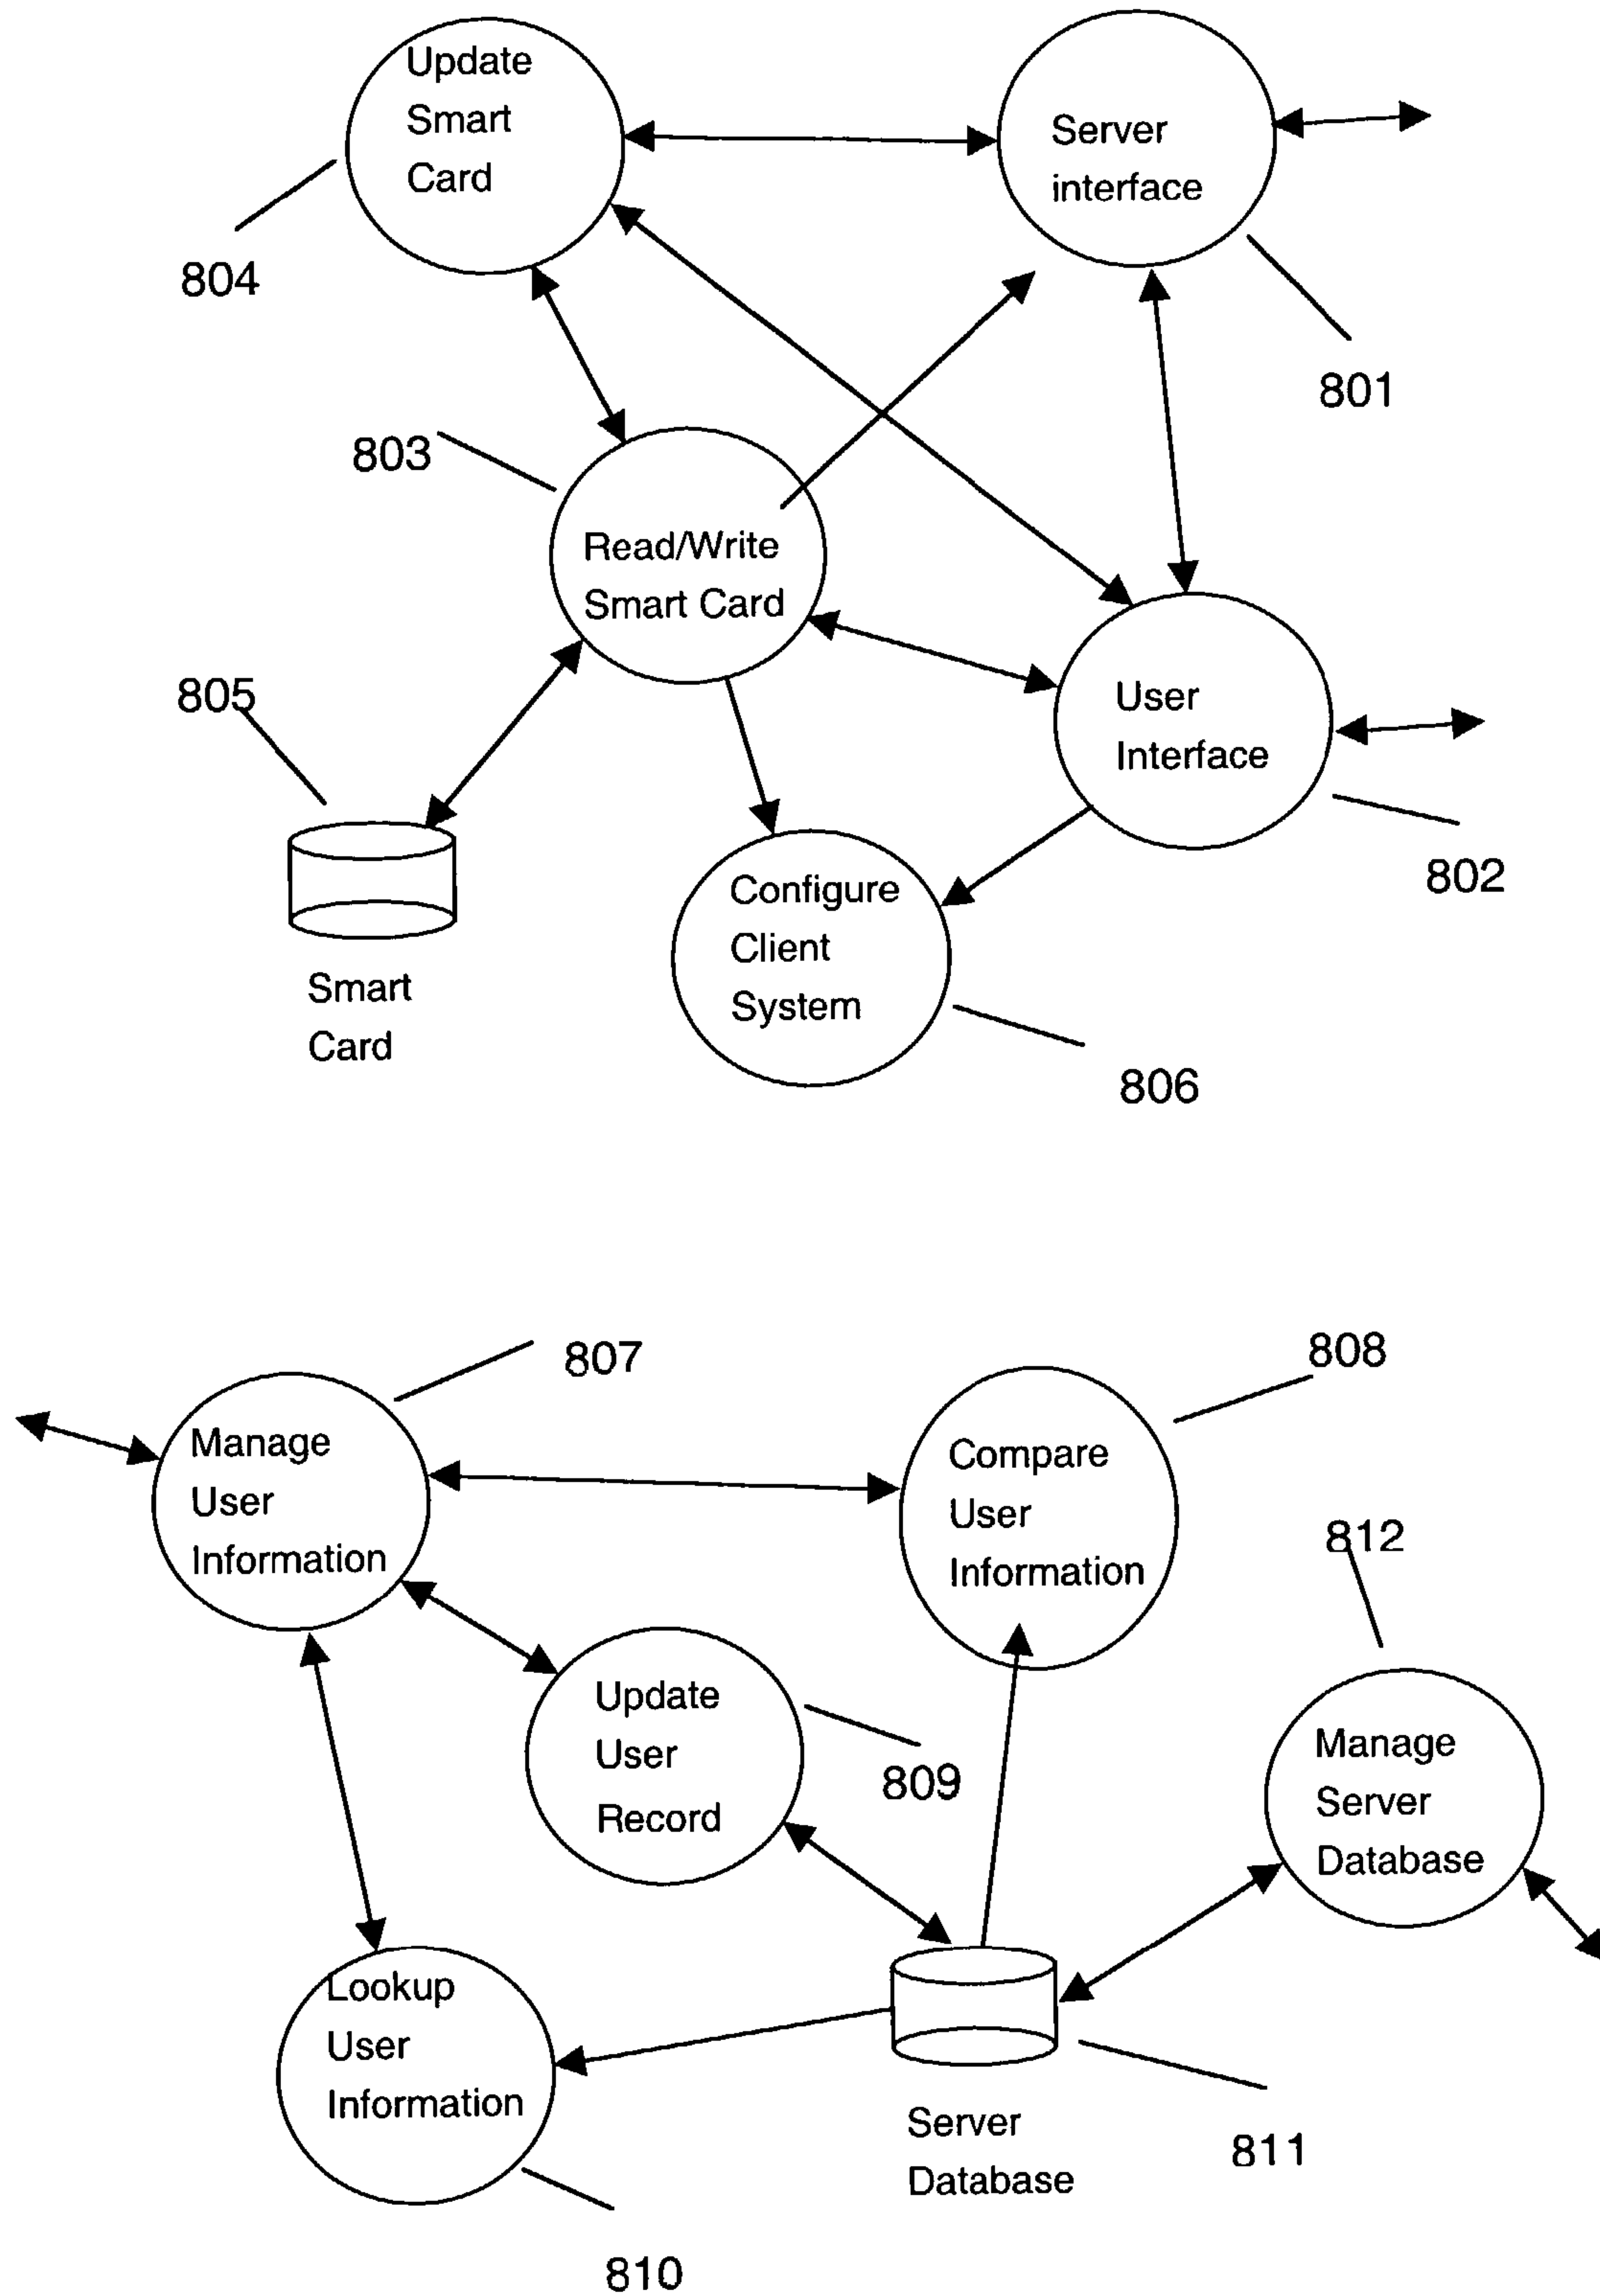 Update
Smart
Card
Server
interface
804
801
803
Read/Write
Smart Card
805
User
Interface
802
Configure
Client
System
Smart
Card
806
807
808
Manage
User
Information
Compare
User
Information
812
Update
User
Record
809
Manage
Server
Database
Lookup
User
Information
Server
Database
811
810